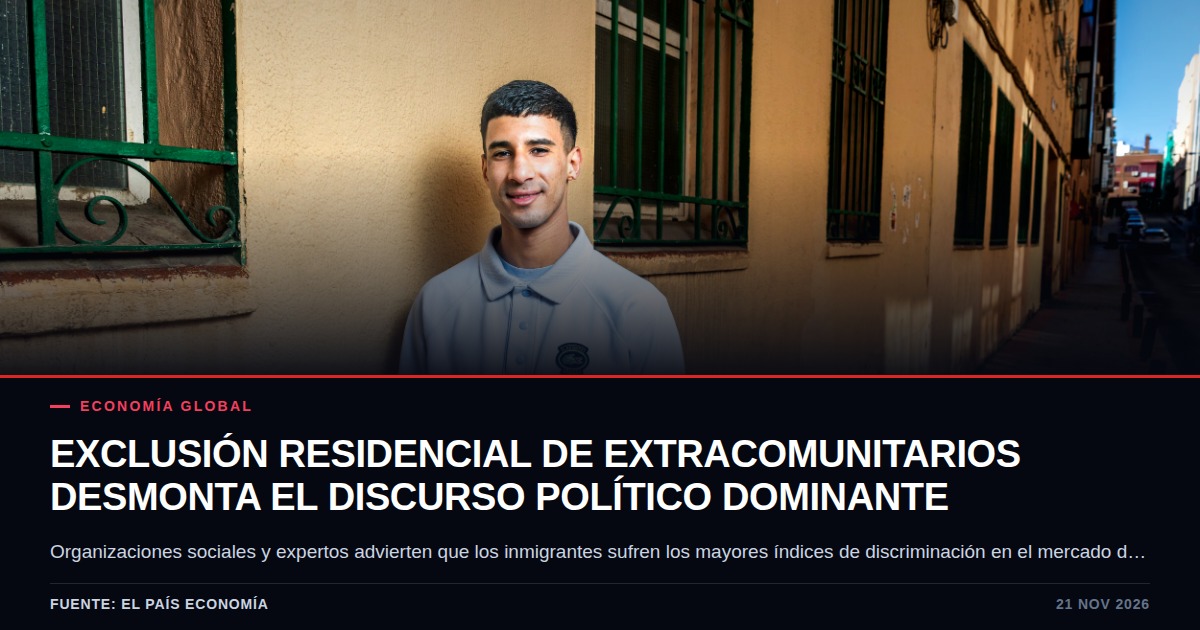 ECONOMÍA GLOBAL
EXCLUSIÓN RESIDENCIAL DE EXTRACOMUNITARIOS
DESMONTA EL DISCURSO POLÍTICO DOMINANTE
Organizaciones sociales y expertos advierten que los inmigrantes sufren los mayores índices de discriminación en el mercado d…
FUENTE: EL PAÍS ECONOMÍA
21 NOV 2026